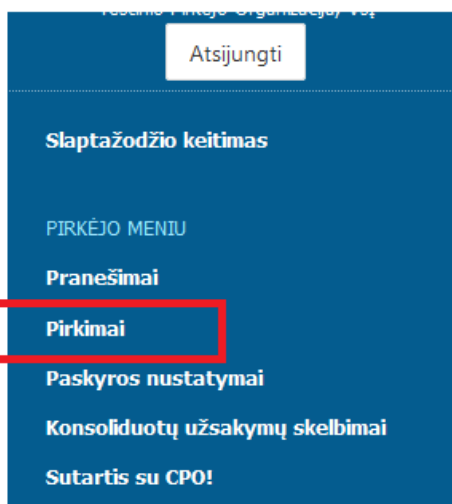 Atsijungti
Slaptažodžio keitimas
PIRKĖJO MENIU
Pranešimai
Pirkimai
Paskyros nustatymai
Konsoliduotų užsakymų skelbimai
Sutartis su CPO!